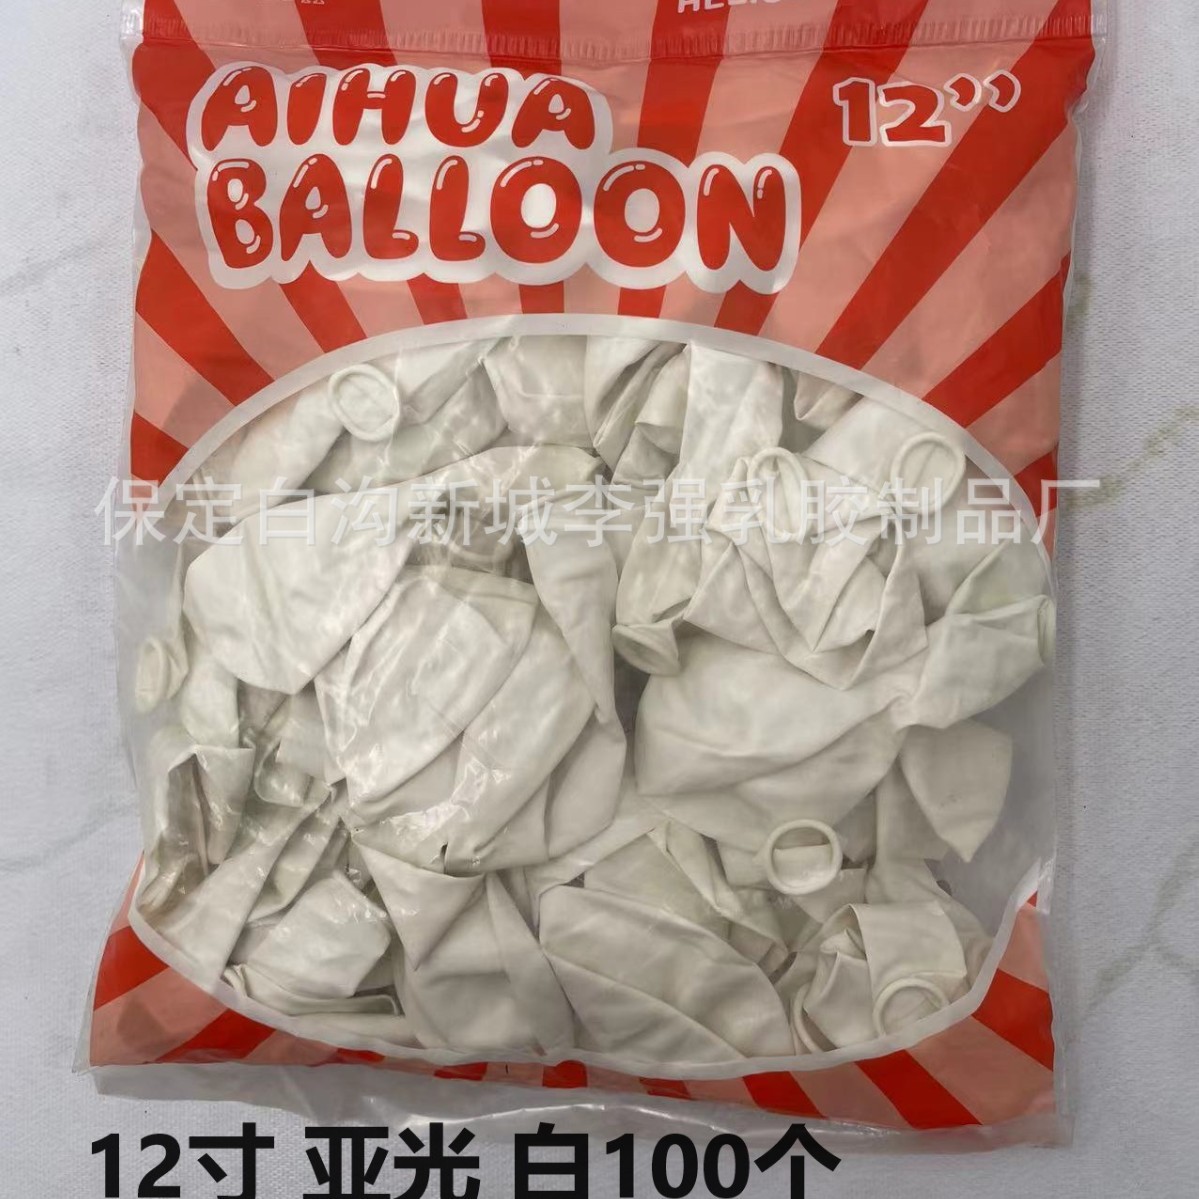 AIHUA
BALLOON
12’’
保定白沟新城李强乳胶制品厂
12寸 亚光 白100个